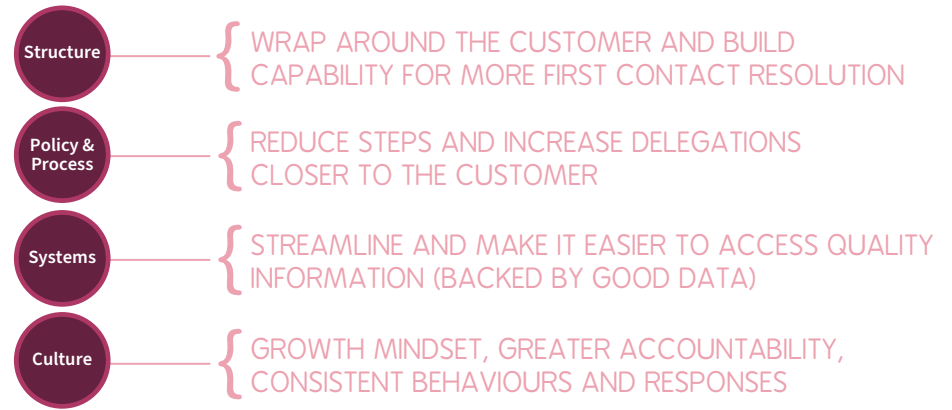 Structure
WRAP AROUND THE CUSTOMER AND BUILD
CAPABILITY FOR MORE FIRST CONTACT RESOLUTION
Policy &
Process
REDUCE STEPS AND INCREASE DELEGATIONS
CLOSER TO THE CUSTOMER
Systems
STREAMLINE AND MAKE IT EASIER TO ACCESS QUALITY
INFORMATION (BACKED BY GOOD DATA)
Culture
GROWTH MINDSET, GREATER ACCOUNTABILITY,
CONSISTENT BEHAVIOURS AND RESPONSES